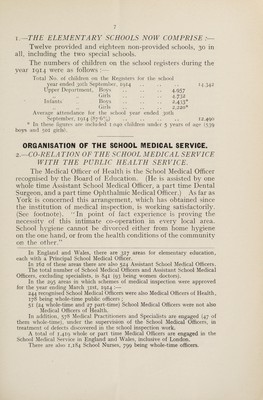 7
1.—THE ELEMENTARY SCHOOLS NOW COMPRISE :—
Twelve provided and eighteen non-provided schools, 30 in
all, including the two special schools.
The numbers of children on the school registers during the
year 1914 were as follows :—
Total No. of children on the Registers for the school
year ended 30th September, 1914 .. .. .. 14,342
Upper Department, Boys .. .. 4,957
„ Girls .. .. 4,752
Infants „ Boys .. .. 2,413*
„ Girls .. .. 2,220*
Average attendance for the school year ended 30th
September, 1914 (87·6%) .. .. .. 12,490
* In these figures are included 1,040 children under 5 years of age (539
boys and 501 girls).
ORGANISATION OF THE SCHOOL MEDICAL SERVICE.
2.—CO-RELATION OF THE SCHOOL MEDICAL SERVICE
WITH THE PUBLIC HEALTH SERVICE.
The Medical Officer of Health is the School Medical Officer
recognised by the Board of Education. (He is assisted by one
whole time Assistant School Medical Officer, a part time Dental
Surgeon, and a part time Ophthalmic Medical Officer.) As far as
York is concerned this arrangement, which has obtained since
the institution of medical inspection, is working satisfactorily.
(See footnote). "In point of fact experience is proving the
necessity of this intimate co-operation in every local area.
School hygiene cannot be divorced either from home hygiene
on the one hand, or from the health conditions of the community
on the other."
In England and Wales, there are 327 areas for elementary education,
each with a Principal School Medical Officer.
In 162 of these areas there are also 524 Assistant School Medical Officers.
The total number of School Medical Officers and Assistant School Medical
Officers, excluding specialists, is 841 (93 being women doctors).
In the 295 areas in which schemes of medical inspection were approved
for the year ending March 31st, 1914 :—
244 recognised School Medical Officers were also Medical Officers of Health,
178 being whole-time public officers ;
51 (24 whole-time and 27 part-time) School Medical Officers were not also
Medical Officers of Health.
In addition, 578 Medical Practitioners and Specialists are engaged (47 of
them whole-time), under the supervision of the School Medical Officers, in
treatment of defects discovered in the school inspection work.
A total of 1,419 whole or part time Medical Officers are engaged in the
School Medical Service in England and Wales, inclusive of London.
There are also 1,184 School Nurses, 799 being whole-time officers.